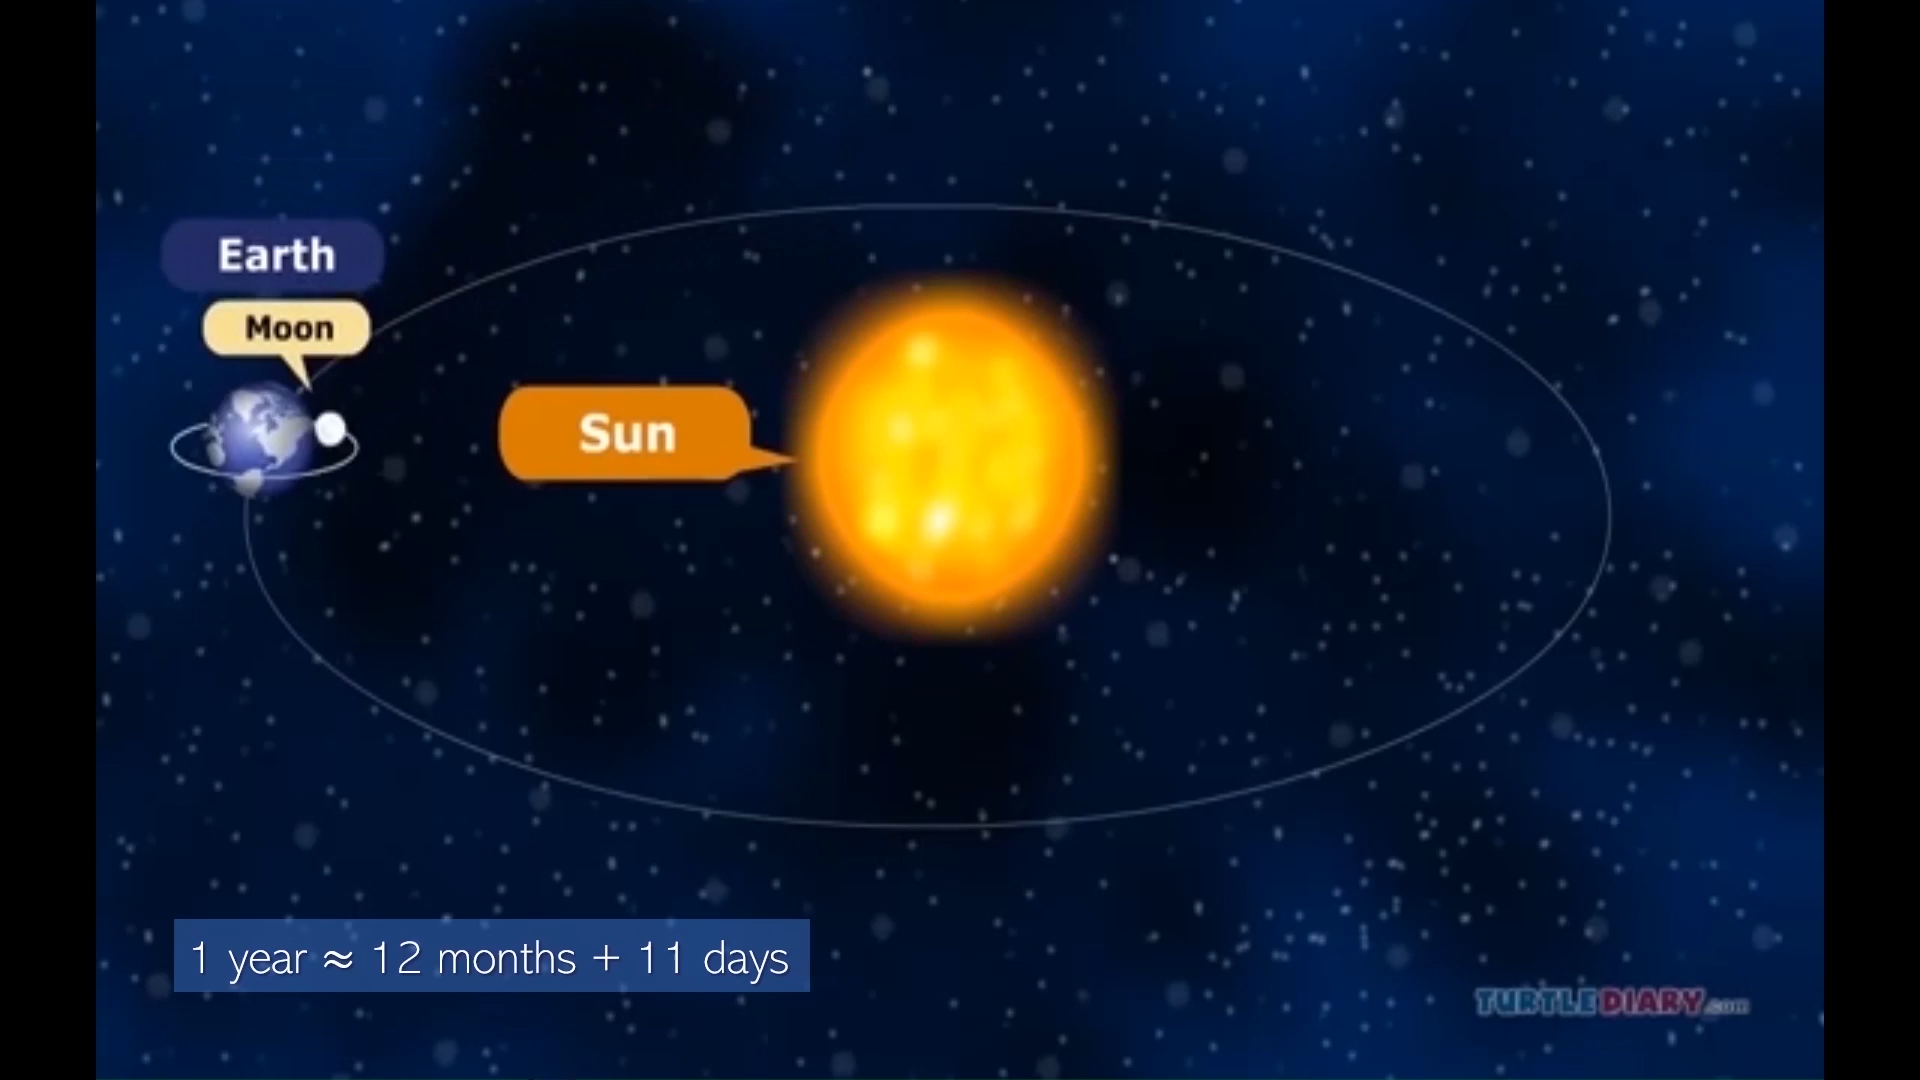 Earth
Moon
Sun
1 year ≈ 12 months + 11 days
TURTLEDIARY.com